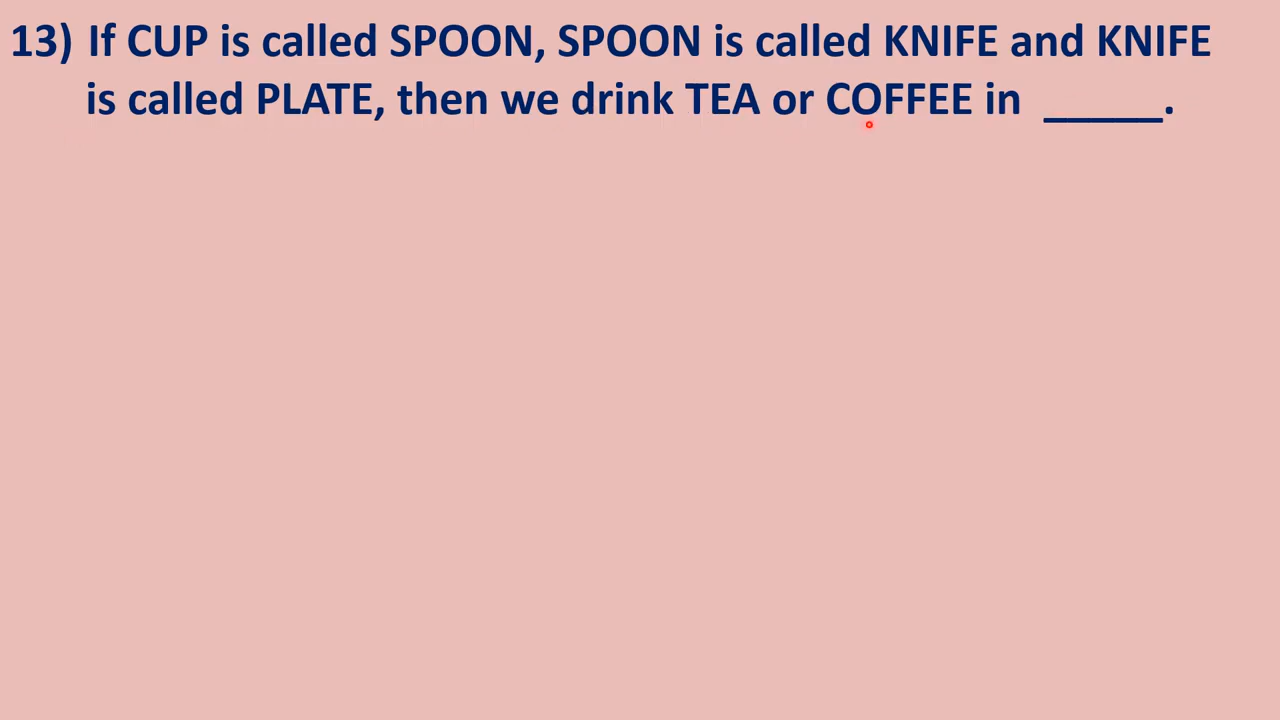 13) If CUP is called SPOON, SPOON is called KNIFE and KNIFE
is called PLATE, then we drink TEA or COFFEE in _____.